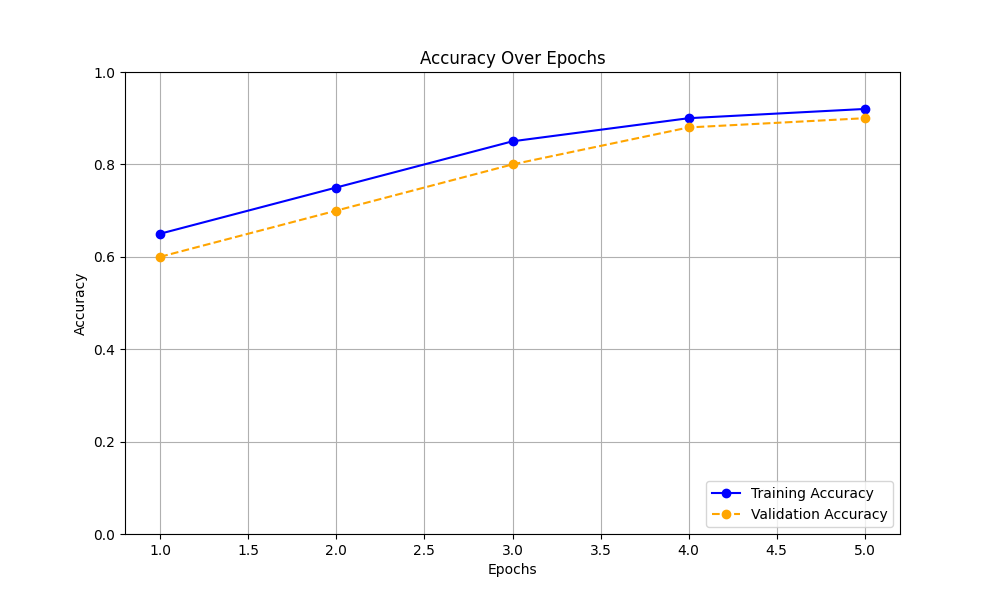 Accuracy Over Epochs
1.0
0.8
0.6
0.4
0.2
0.0
Accuracy
Training Accuracy
Validation Accuracy
1.0 1.5 2.0 2.5 3.0 3.5 4.0 4.5 5.0
Epochs